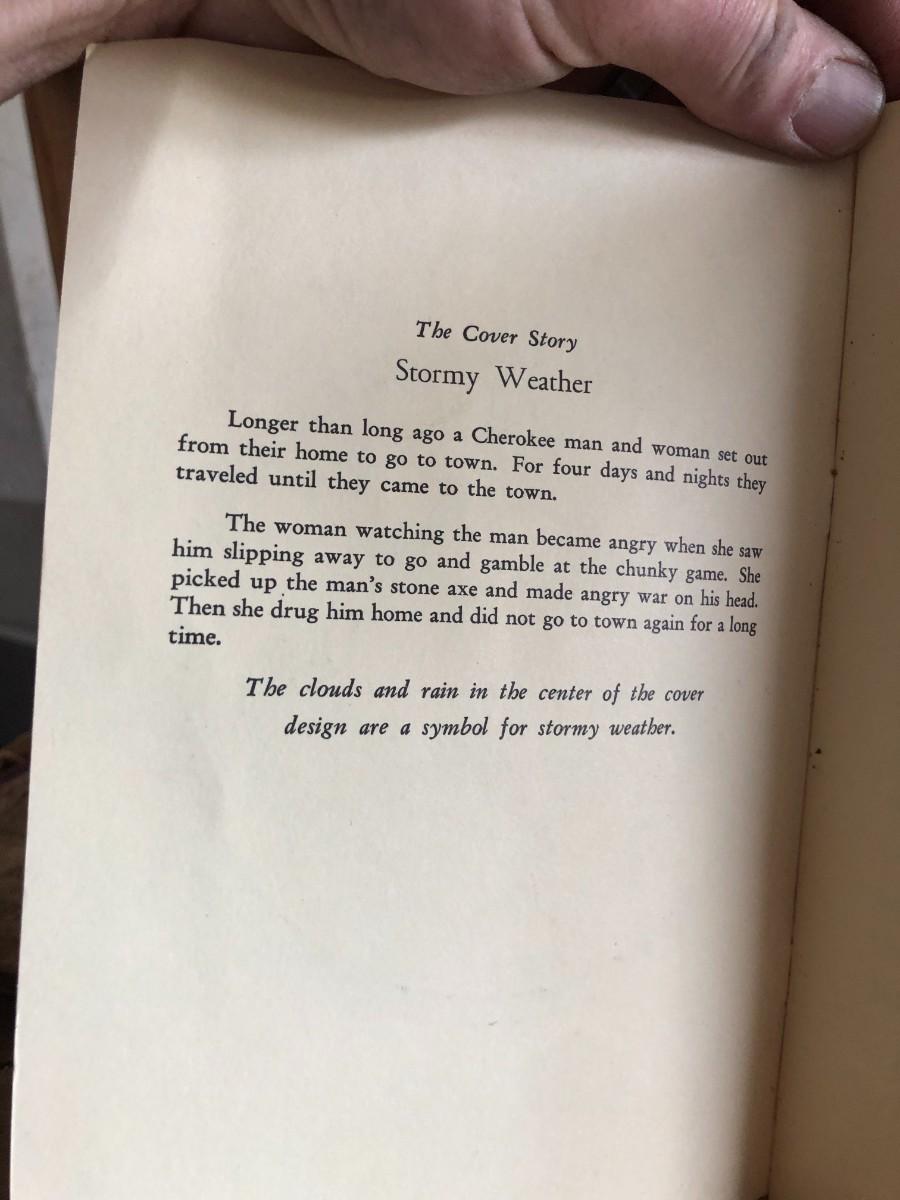 The Cover Story
Stormy Weather
Longer than long ago a Cherokee man and woman set out
from their home to go to town. For four days and nights they
traveled until they came to the town.
The woman watching the man became angry when she saw
him slipping away to go and gamble at the chunky game. She
picked up the man's stone axe and made angry war on his head.
Then she drug him home and did not go to town again for a long
time.
The clouds and rain in the center of the cover
design are a symbol for stormy weather.